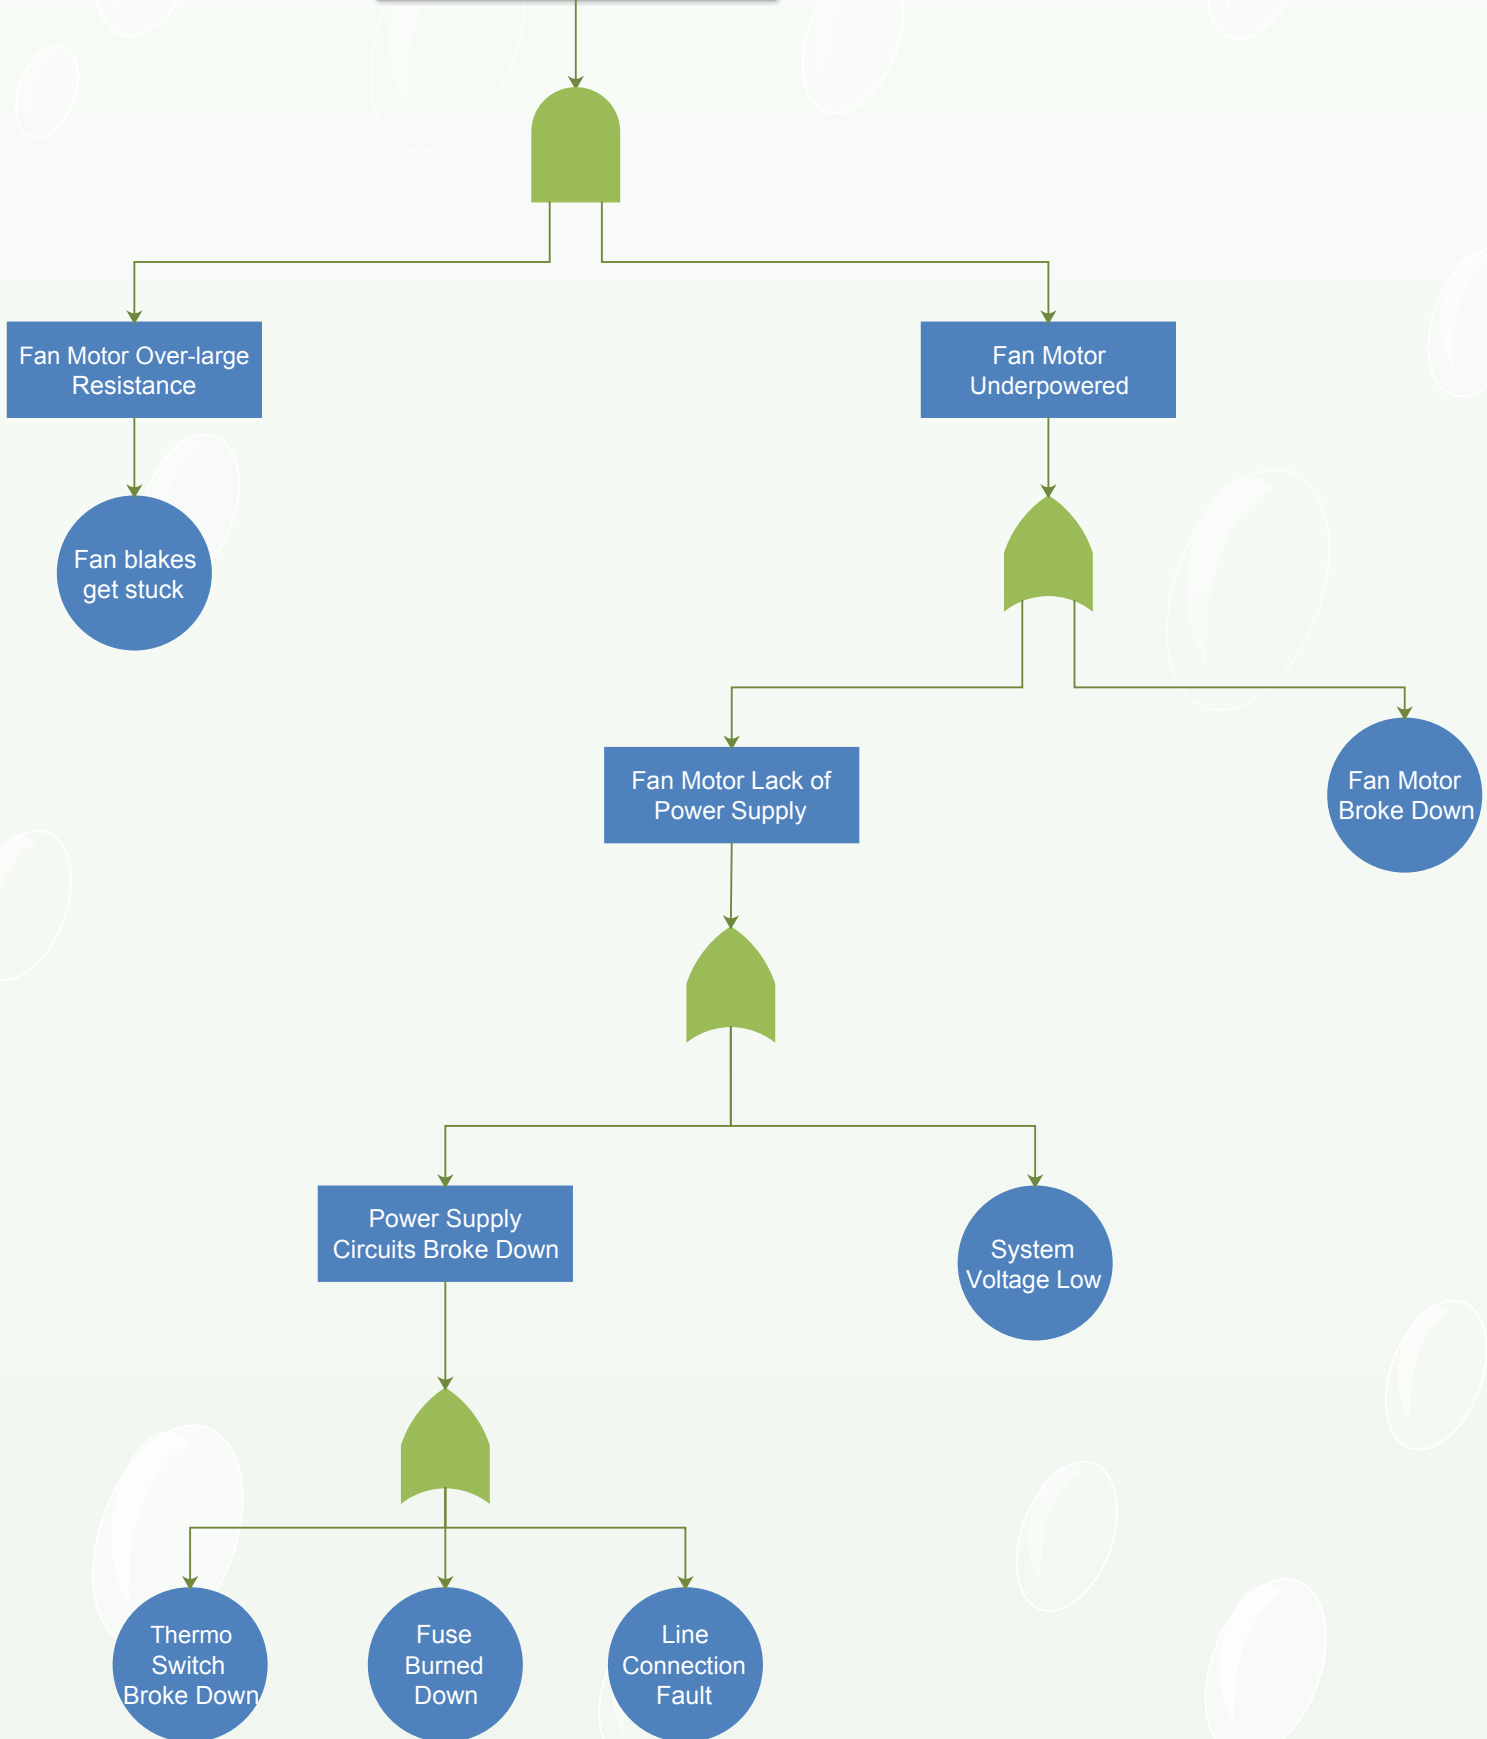 Fan Motor Over-large
Resistance
Fan Motor
Underpowered
Fan blakes
get stuck
Fan Motor Lack of
Power Supply
Fan Motor
Broke Down
Power Supply
Circuits Broke Down
System
Voltage Low
Thermo
Switch
Broke Down
Fuse
Burned
Down
Line
Connection
Fault